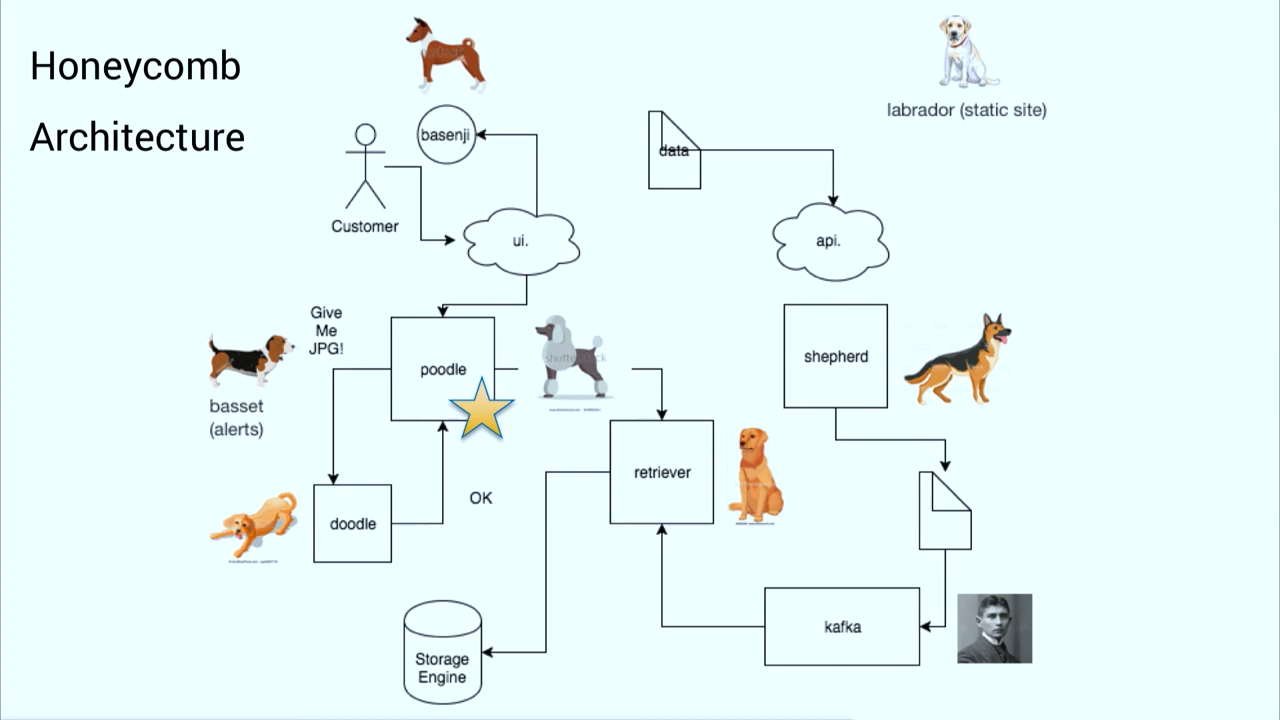 Honeycomb
Architecture
labrador (static site)
basenji
data
Customer
ui.
api.
Give
Me
JPG!
poodle
shutterstock
shepherd
basset
(alerts)
retriever
OK
doodle
kafka
Storage
Engine